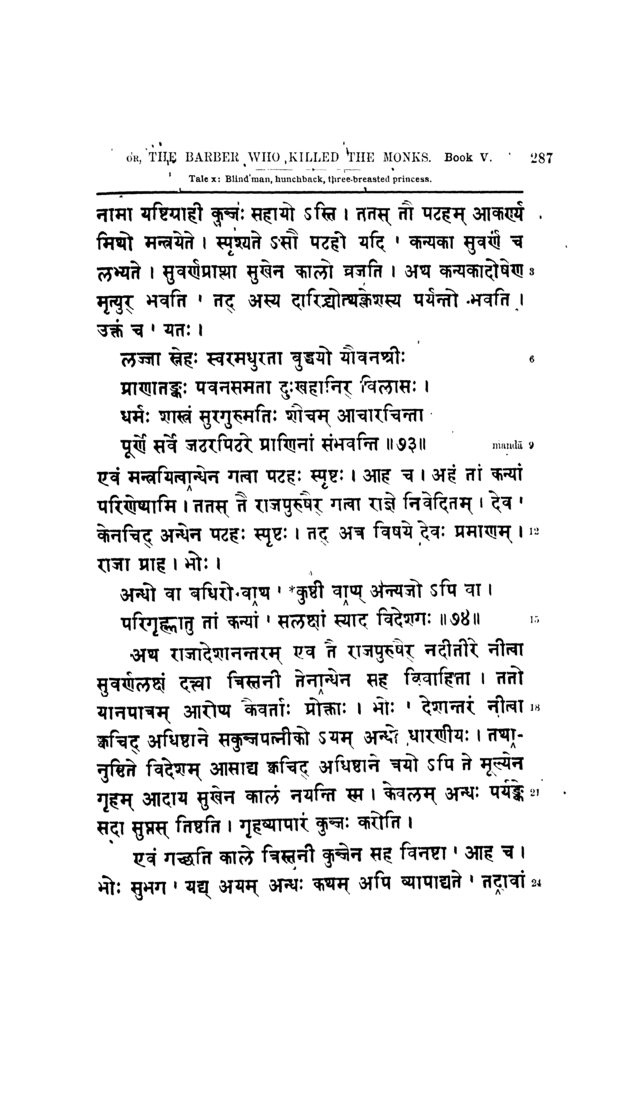 OR, THE BARBER WHO KILLED THE MONKS. Book V. 287
Tale x: Blind man, hunchback, three-breasted princess.
नामा यष्टिग्राही कुब्जः सहायो ऽस्ति । ततस् तौ पटहम् आकर्ण्य
मिथो मन्त्रयेते । स्पृश्यते ऽसौ पटहो यदि ' कन्यका सुवर्णं च
लभ्यते । सुवर्णप्राप्त्या सुखेन कालो व्रजति । अथ कन्यकादोषेण 3
मृत्युर् भवति ' तद् अस्य दारिद्र्योत्थक्लेशस्य पर्यन्तो भवति ।
उक्तं च ' यतः ।
लज्जा स्नेहः स्वरमधुरता बुद्धयो यौवनश्रीः 6
प्राणातङ्कः पवनसमता दुःखहानिर् विलासः ।
धर्मः शास्त्रं सुरगुरुमतिः शौचम् आचारचिन्ता
पूर्णे सर्वे जठरपिठरे प्राणिनां संभवन्ति ॥७३॥ mandā 9
एवं मन्त्रयित्वान्धेन गत्वा पटहः स्पृष्टः । आह च । अहं तां कन्यां
परिणेष्यामि । ततस् तै राजपुरुषैर् गत्वा राज्ञे निवेदितम् । देव '
केनचिद् अन्धेन पटहः स्पृष्टः । तद् अत्र विषये देवः प्रमाणम् । 12
राजा प्राह । भोः ।
अन्धो वा बधिरो वाथ ' *कुष्ठी वाप्य् अन्त्यजो ऽपि वा ।
परिगृह्णातु तां कन्यां ' सलक्षां स्याद् विदेशगः ॥७४॥ 15
अथ राजादेशानन्तरम् एव तै राजपुरुषैर् नदीतीरे नीत्वा
सुवर्णलक्षं दत्त्वा त्रिस्तनी तेनान्धेन सह विवाहिता । ततो
यानपात्रम् आरोप्य कैवर्ताः प्रोक्ताः । भोः ' देशान्तरं नीत्वा 18
क्वचिद् अधिष्ठाने सकुब्जपत्नीको ऽयम् अन्धो धारणीयः । तथा-
नुष्ठिते विदेशम् आसाद्य क्वचिद् अधिष्ठाने त्रयो ऽपि ते मूल्येन
गृहम् आदाय सुखेन कालं नयन्ति स्म । केवलम् अन्धः पर्यङ्के 21
सदा सुप्तस् तिष्ठति । गृहव्यापारं कुब्जः करोति ।
एवं गच्छति काले त्रिस्तनी कुब्जेन सह विनष्टा ' आह च ।
भोः सुभग ' यद्य् अयम् अन्धः कथम् अपि व्यापाद्यते ' तदावां 24